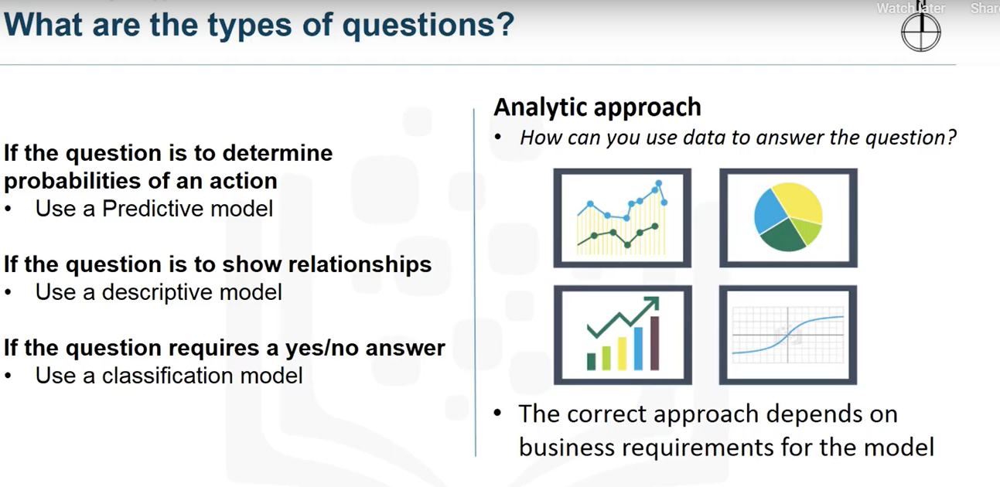 Watch later
Share
What are the types of questions?
If the question is to determine
probabilities of an action
• Use a Predictive model
If the question is to show relationships
• Use a descriptive model
If the question requires a yes/no answer
• Use a classification model
Analytic approach
• How can you use data to answer the question?
• The correct approach depends on
business requirements for the model